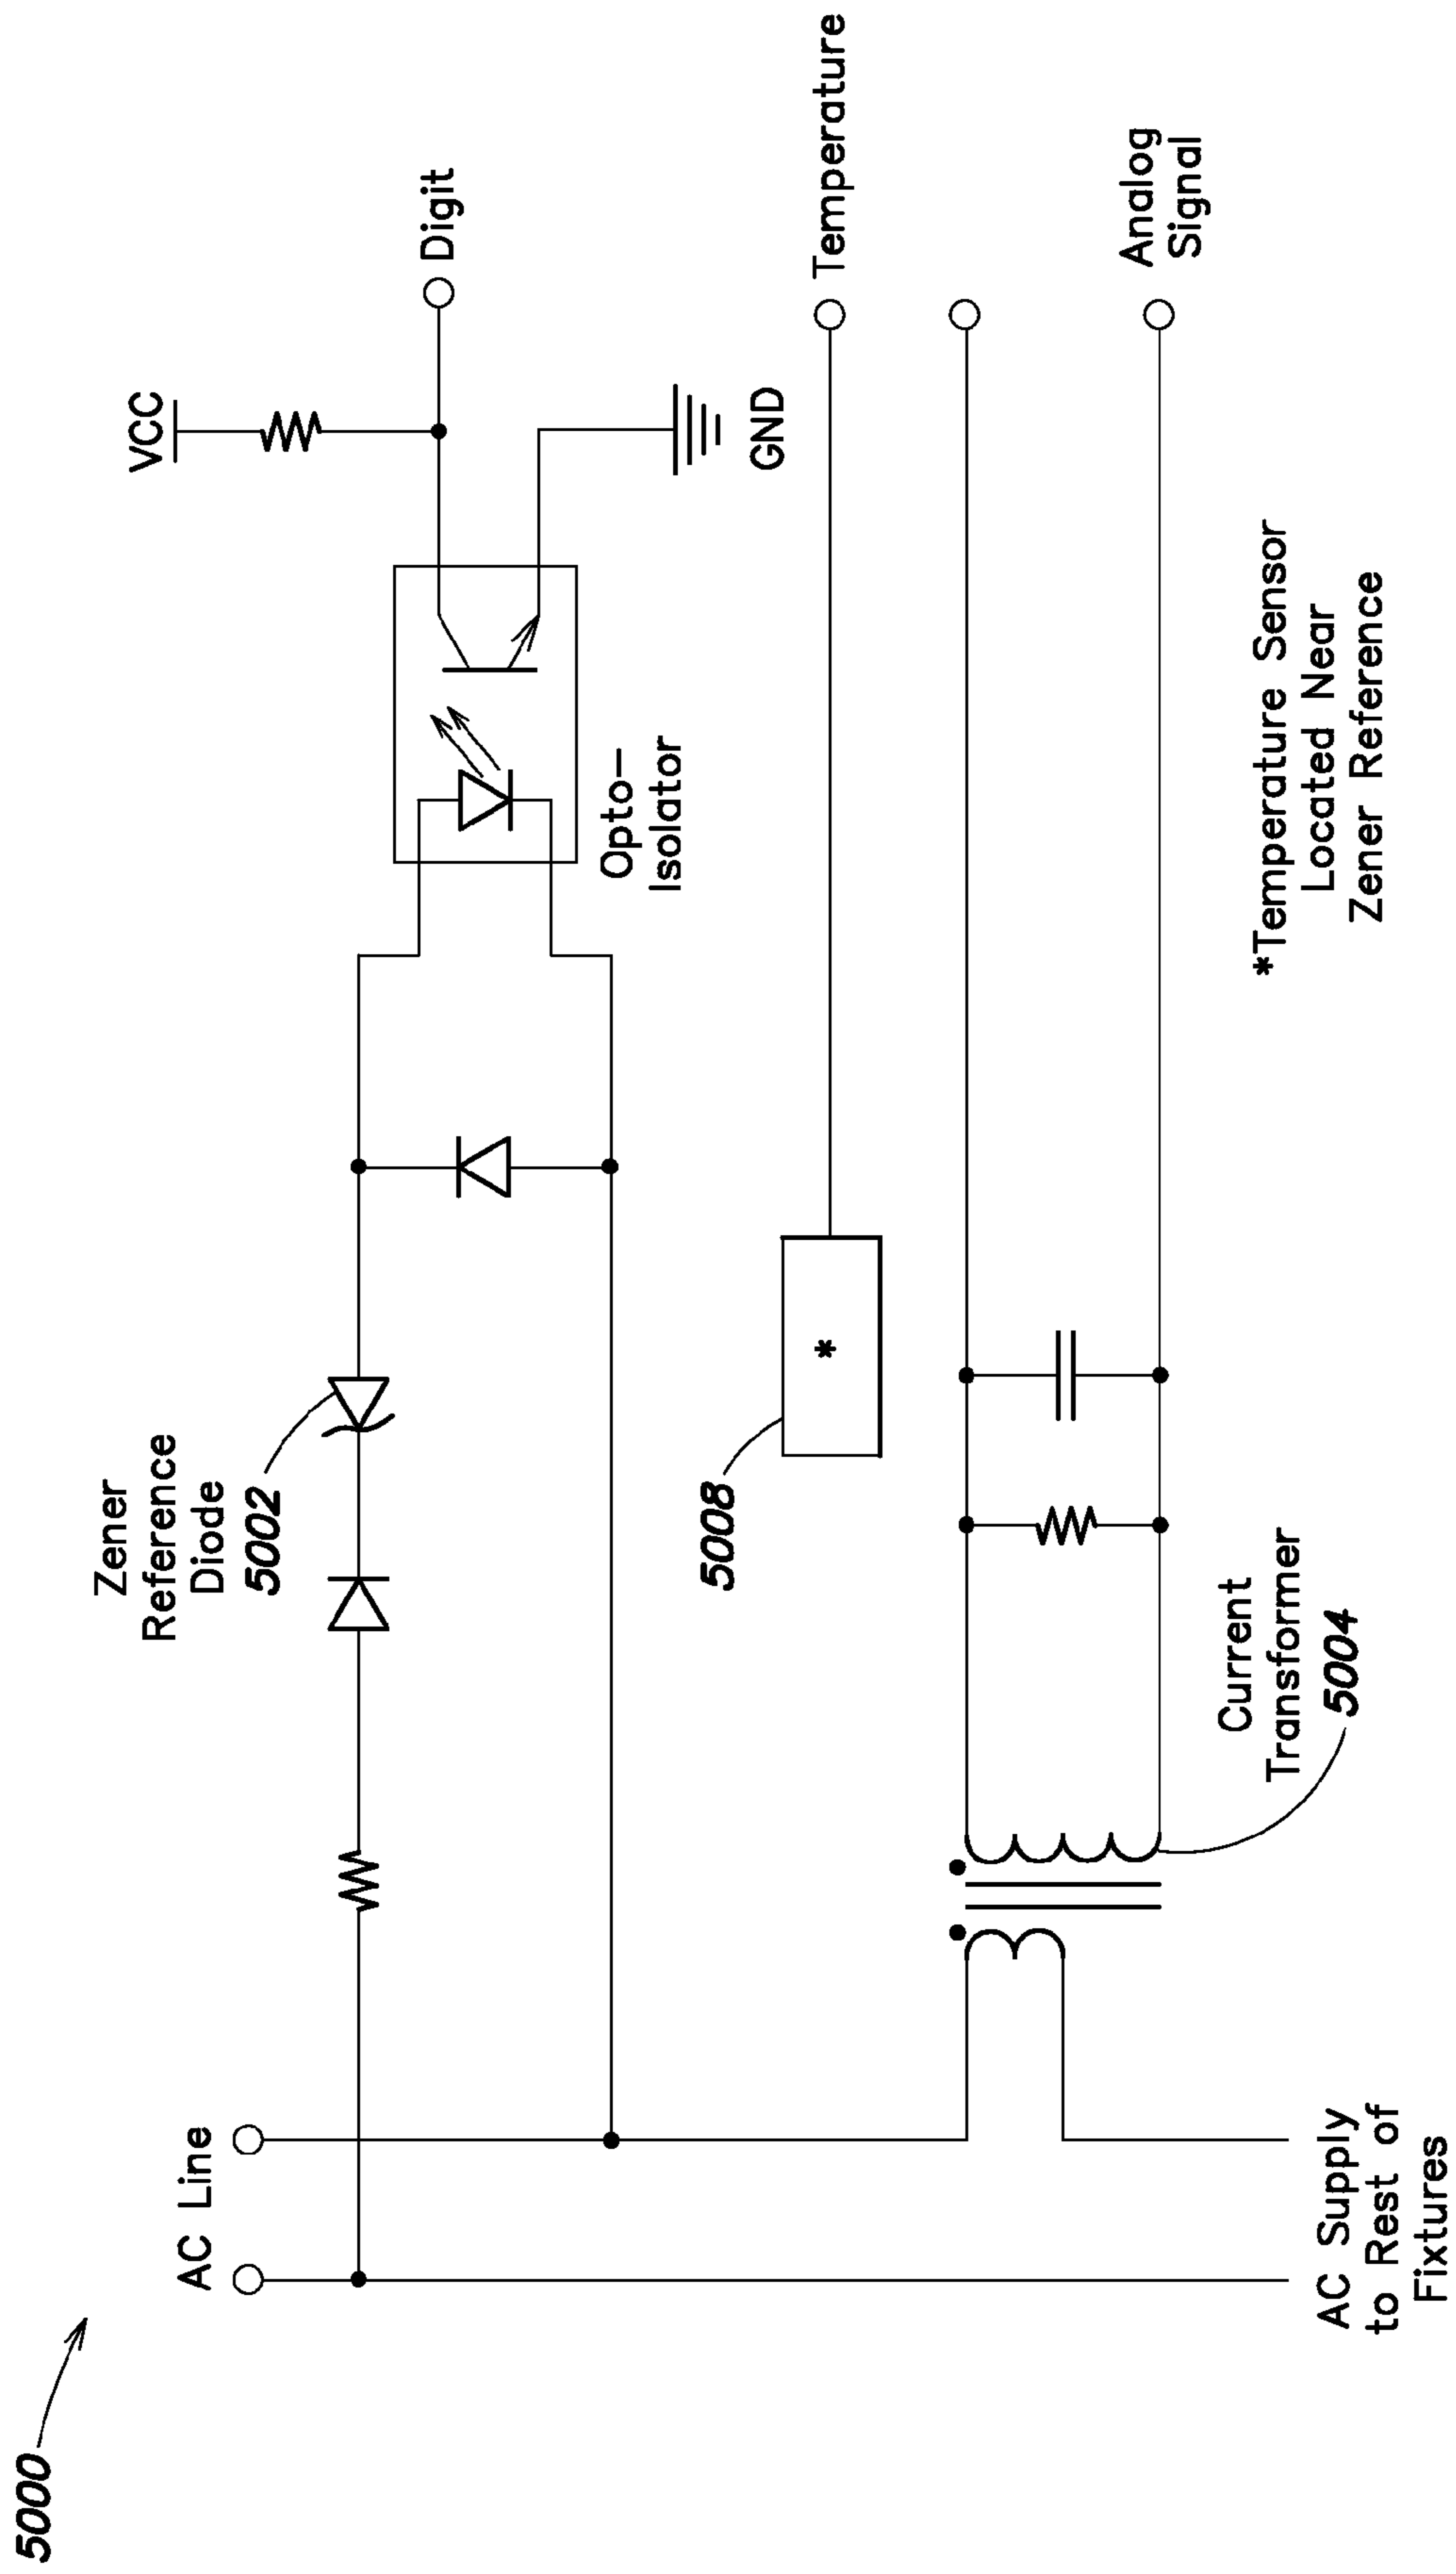 5000
AC Line
Zener
Reference
Diode
5002
VCC
Digit
Opto-
Isolator
GND
5008
*
Temperature
Current
Transformer
5004
Analog
Signal
*Temperature Sensor
Located Near
Zener Reference
AC Supply
to Rest of
Fixtures